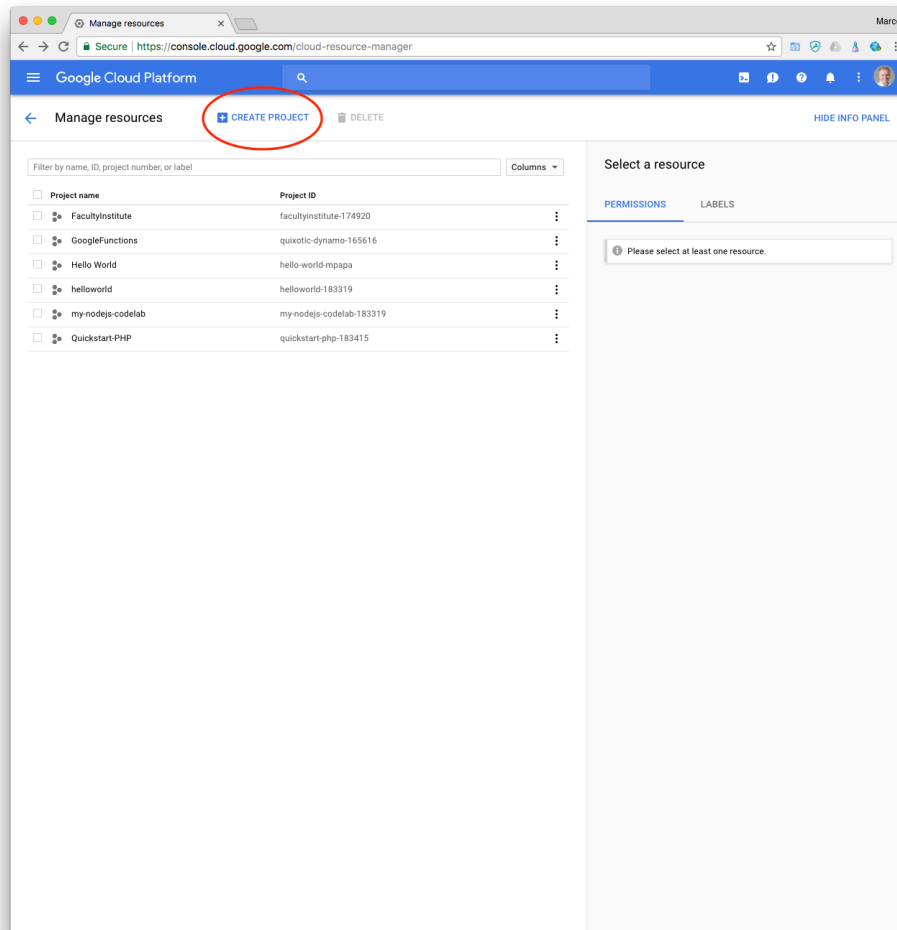 Manage resources
Marc
Secure | https://console.cloud.google.com/cloud-resource-manager
Google Cloud Platform
Manage resources CREATE PROJECT DELETE HIDE INFO PANEL
Filter by name, ID, project number, or label Columns
Project name Project ID
FacultyInstitute facultyinstitute-174920
GoogleFunctions quixotic-dynamo-165616
Hello World hello-world-mpapa
helloworld helloworld-183319
my-nodejs-codelab my-nodejs-codelab-183319
Quickstart-PHP quickstart-php-183415
Select a resource
PERMISSIONS LABELS
Please select at least one resource.